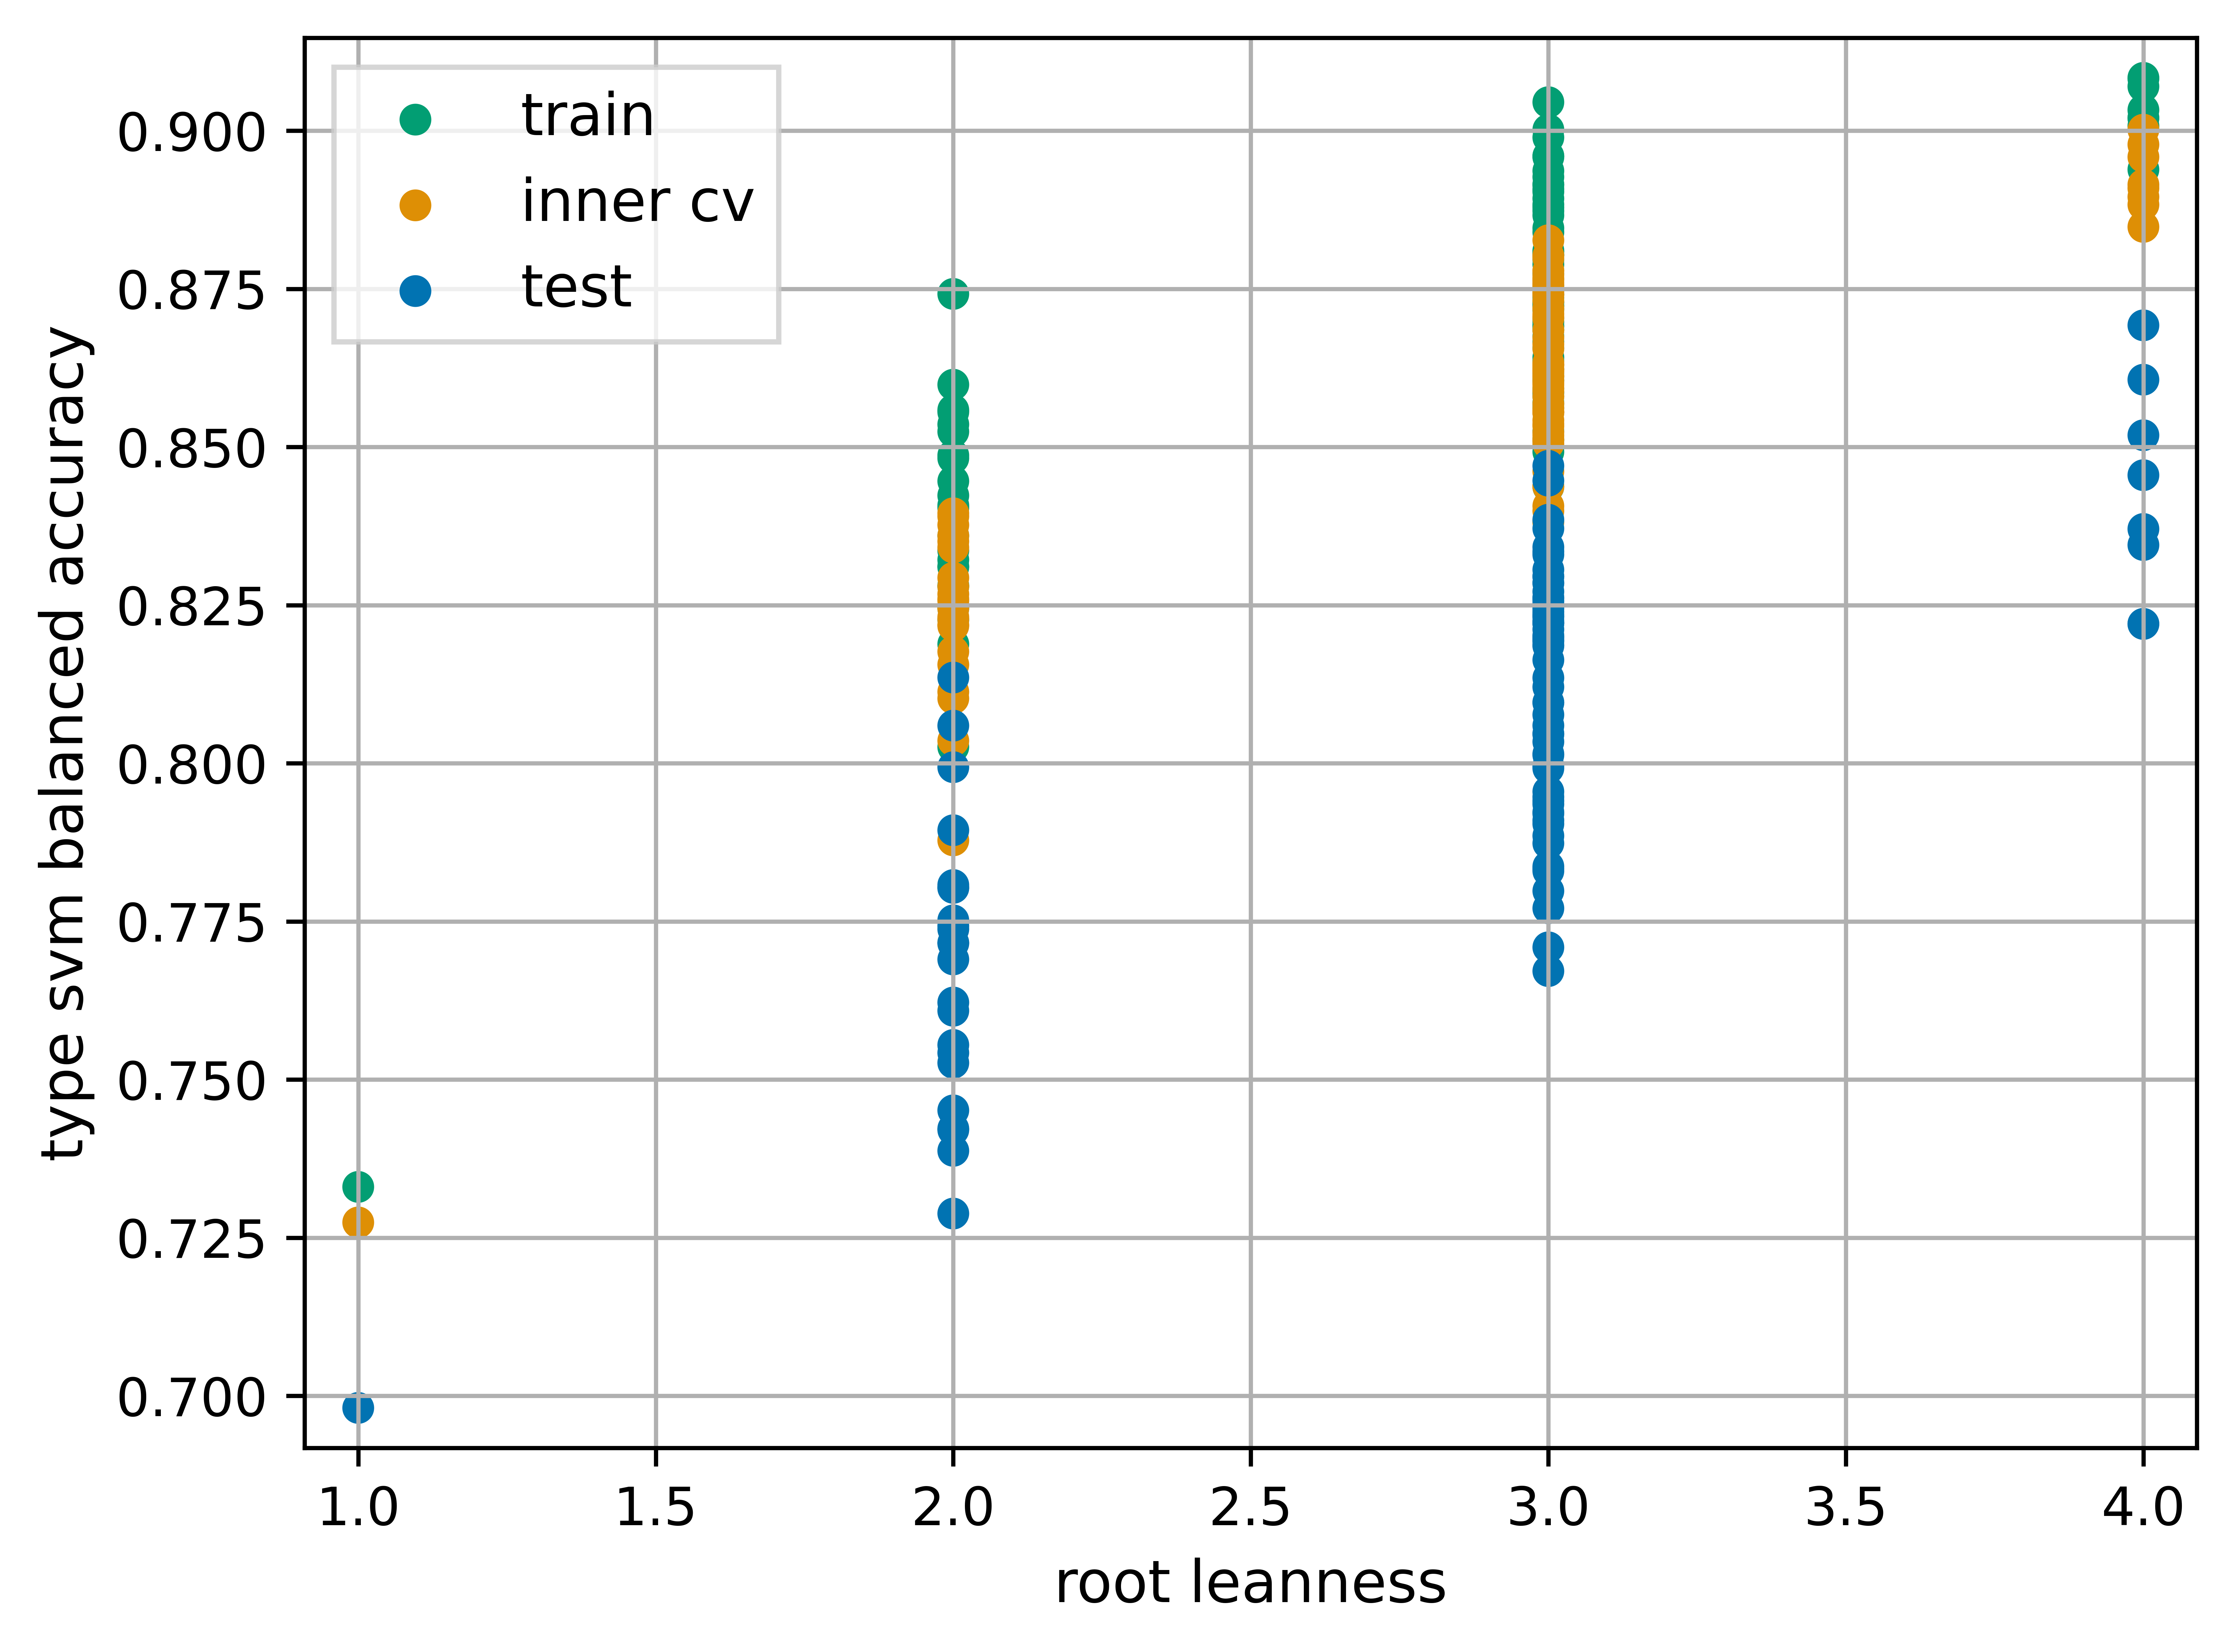 train
inner cv
test
0.900
0.875
0.850
0.825
0.800
0.775
0.750
0.725
0.700
type svm balanced accuracy
1.0 1.5 2.0 2.5 3.0 3.5 4.0
root leanness